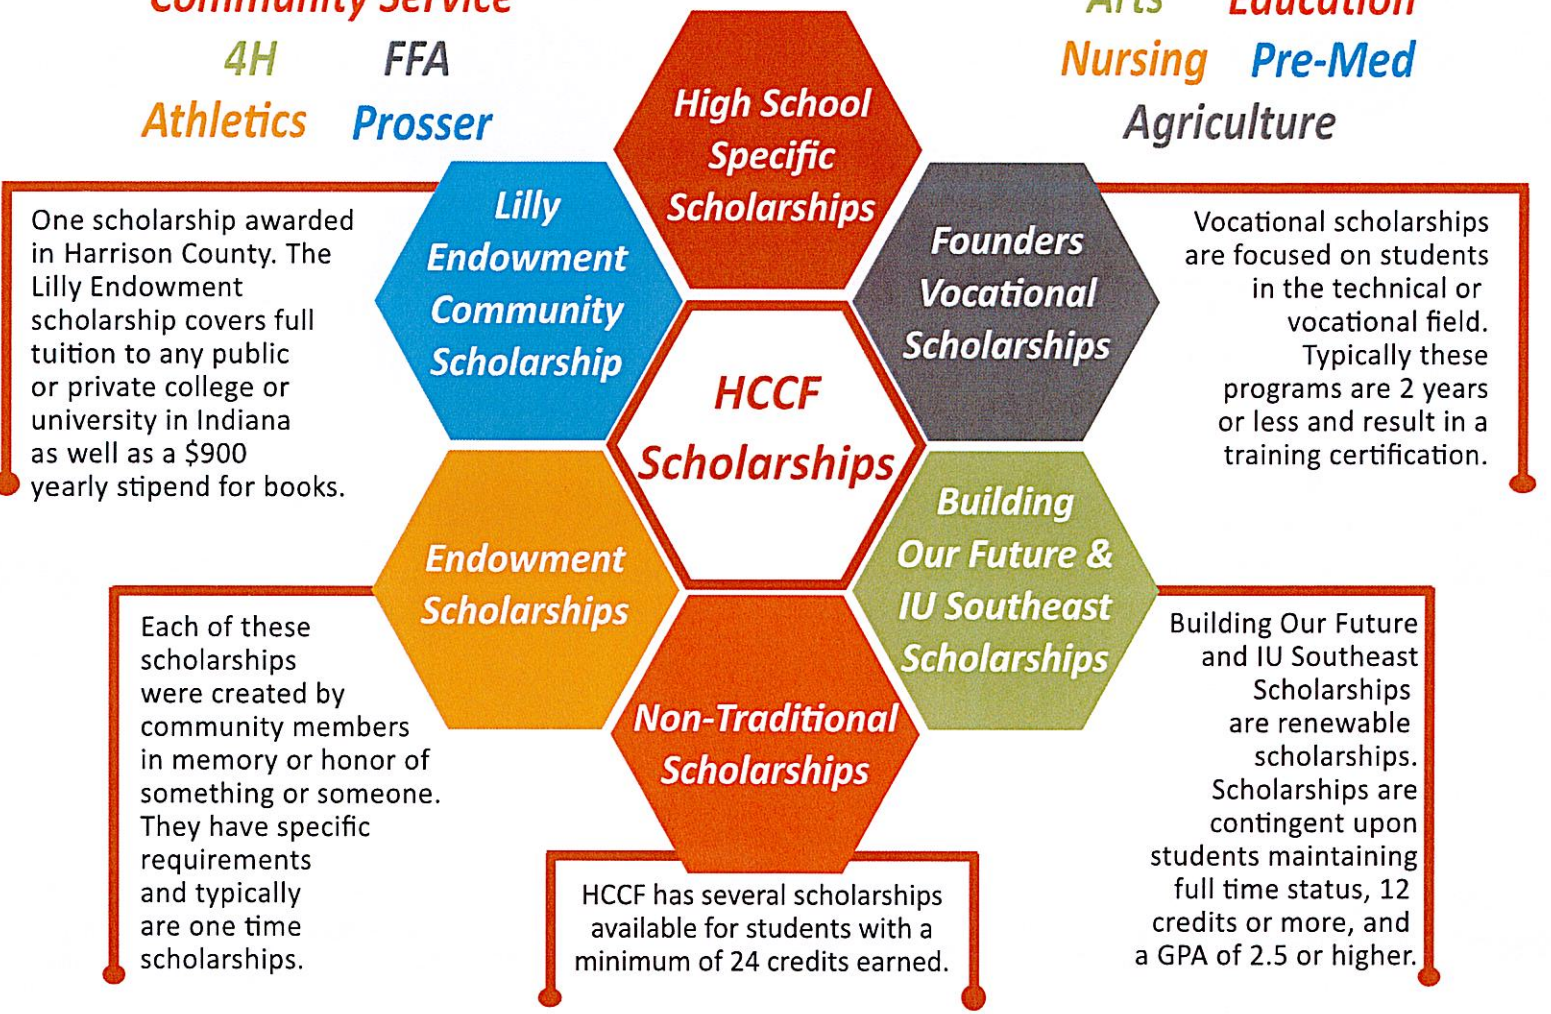 Community Service
4H FFA
Athletics Prosser
Arts Education
Nursing Pre-Med
Agriculture
High School
Specific
Scholarships
Lilly
Endowment
Community
Scholarship
Founders
Vocational
Scholarships
HCCF
Scholarships
Endowment
Scholarships
Building
Our Future &
IU Southeast
Scholarships
Non-Traditional
Scholarships
One scholarship awarded
in Harrison County. The
Lilly Endowment
scholarship covers full
tuition to any public
or private college or
university in Indiana
as well as a $900
yearly stipend for books.
Vocational scholarships
are focused on students
in the technical or
vocational field.
Typically these
programs are 2 years
or less and result in a
training certification.
Each of these
scholarships
were created by
community members
in memory or honor of
something or someone.
They have specific
requirements
and typically
are one time
scholarships.
HCCF has several scholarships
available for students with a
minimum of 24 credits earned.
Building Our Future
and IU Southeast
Scholarships
are renewable
scholarships.
Scholarships are
contingent upon
students maintaining
full time status, 12
credits or more, and
a GPA of 2.5 or higher.